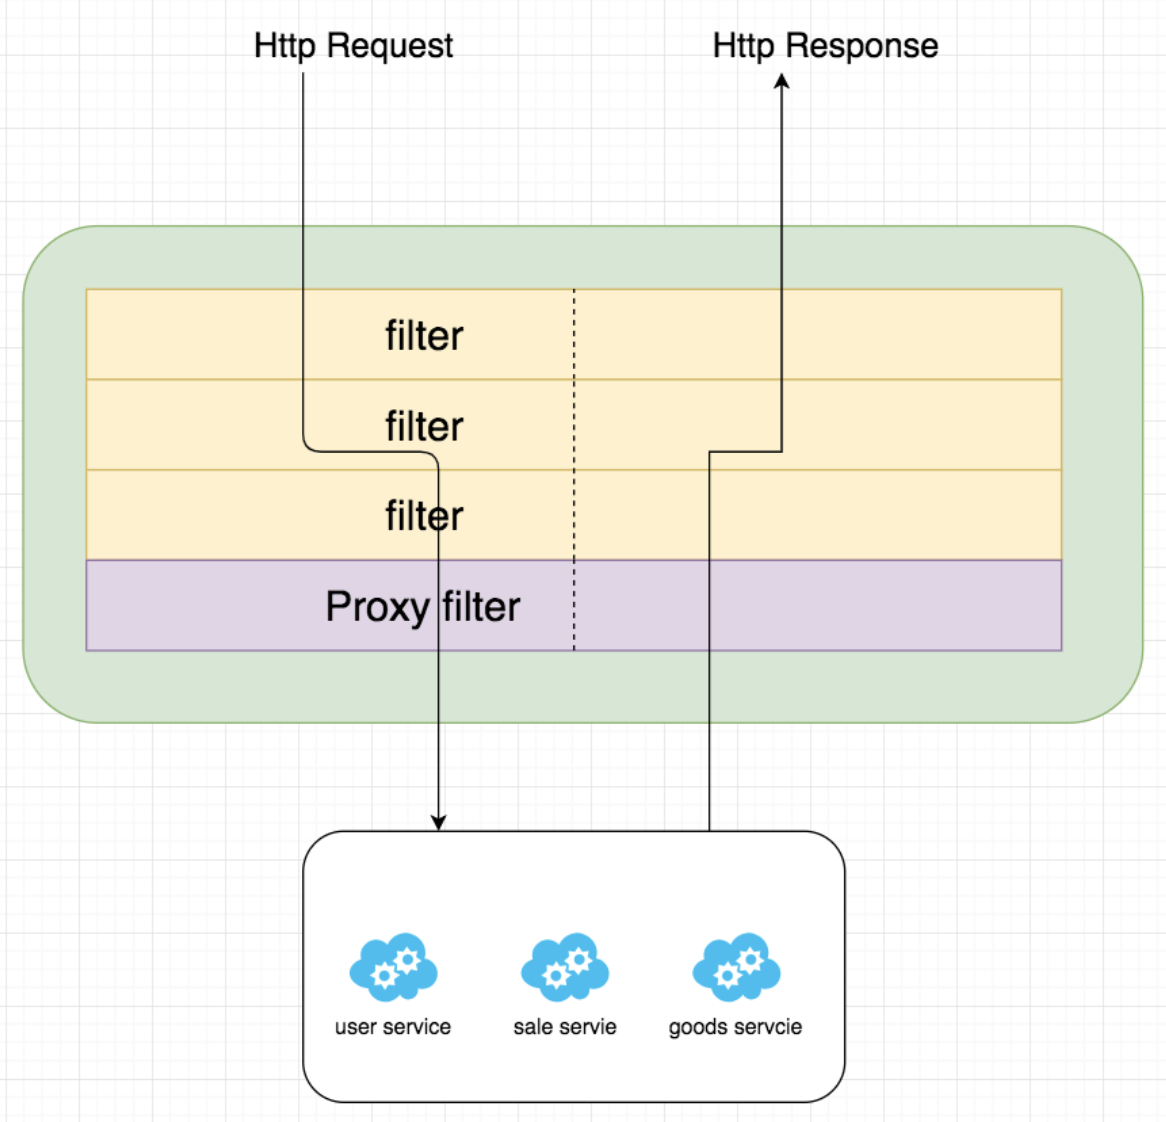 Http Request
Http Response
filter
filter
filter
Proxy filter
user service
sale servie
goods servcie